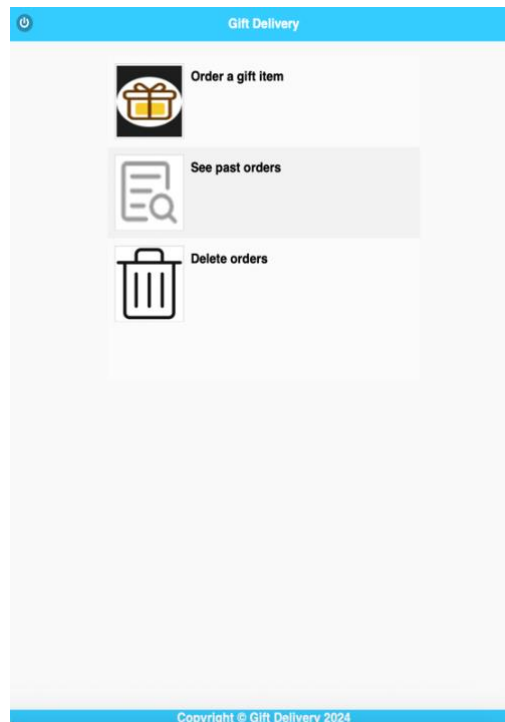 Gift Delivery
Order a gift item
See past orders
Delete orders
Copyright © Gift Delivery 2024